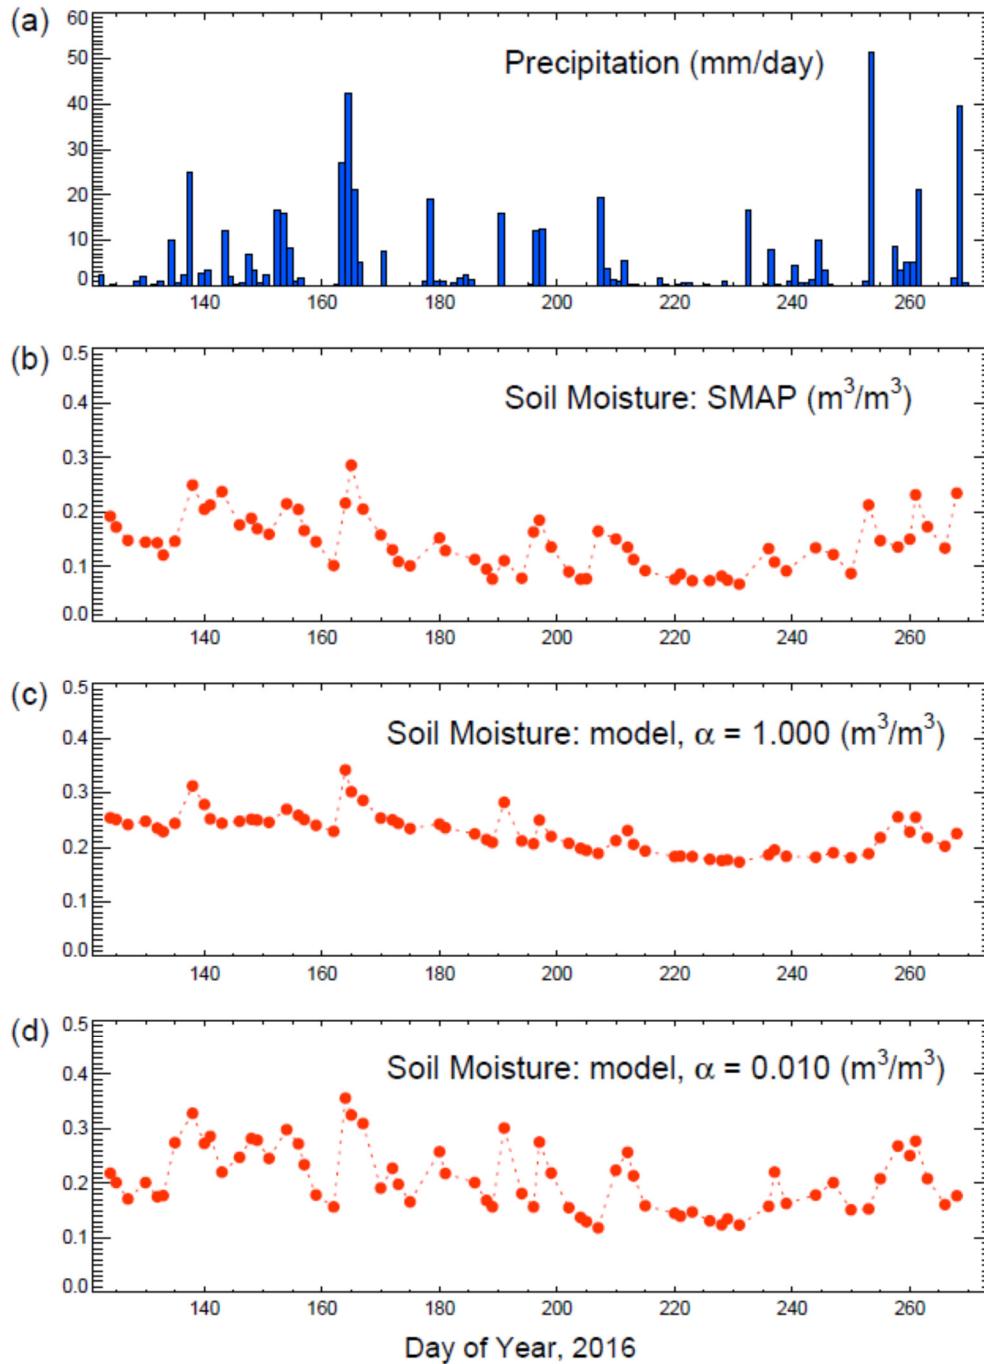 (a)
Precipitation (mm/day)
60
50
40
30
20
10
0
140 160 180 200 220 240 260
(b)
Soil Moisture: SMAP (m³/m³)
0.5
0.4
0.3
0.2
0.1
0.0
140 160 180 200 220 240 260
(c)
Soil Moisture: model, α = 1.000 (m³/m³)
0.5
0.4
0.3
0.2
0.1
0.0
140 160 180 200 220 240 260
(d)
Soil Moisture: model, α = 0.010 (m³/m³)
0.5
0.4
0.3
0.2
0.1
0.0
140 160 180 200 220 240 260
Day of Year, 2016